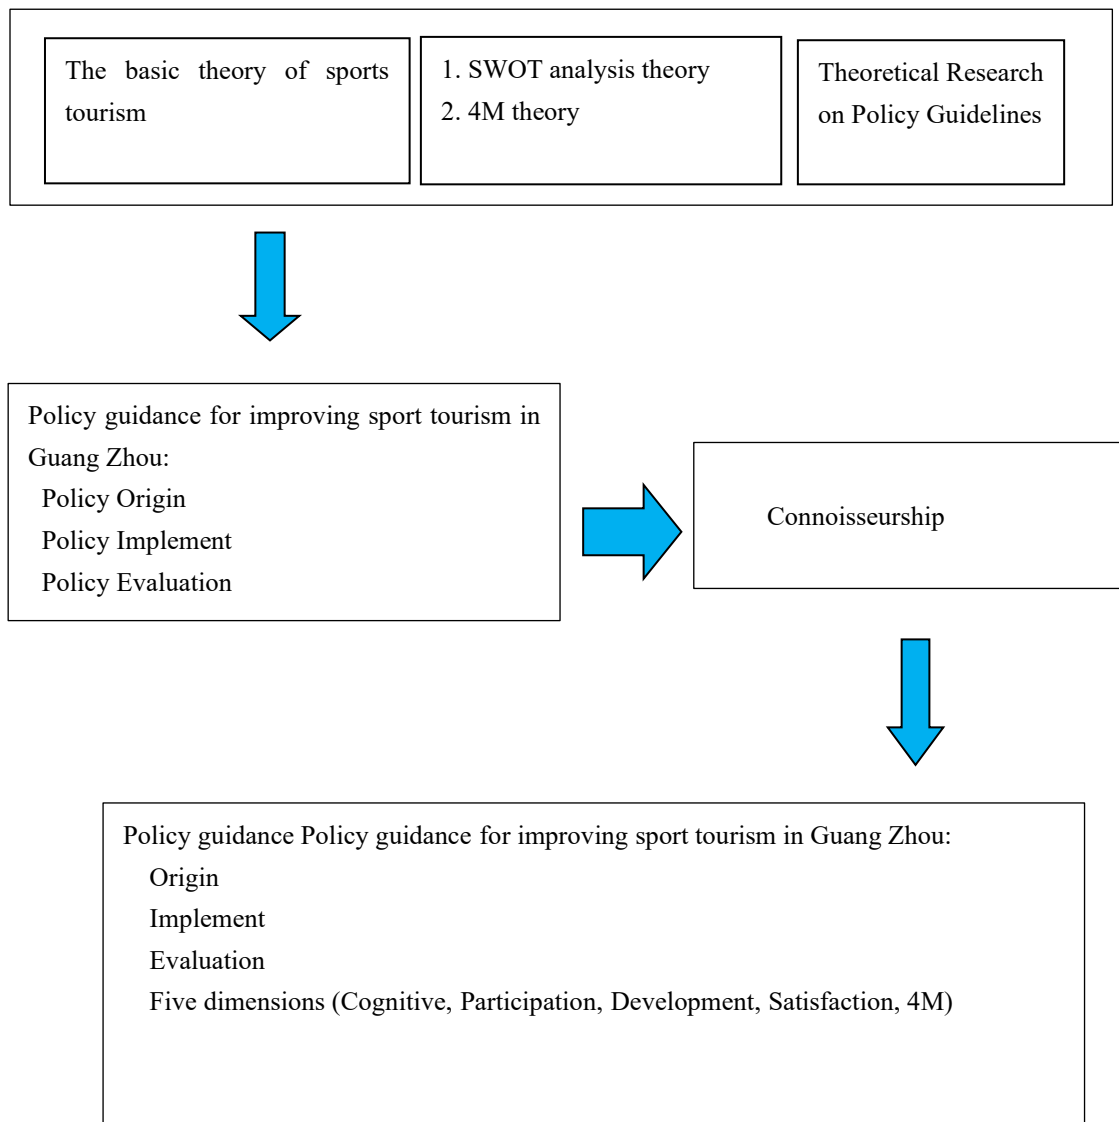 The basic theory of sports
tourism
1. SWOT analysis theory
2. 4M theory
Theoretical Research
on Policy Guidelines
Policy guidance for improving sport tourism in
Guang Zhou:
Policy Origin
Policy Implement
Policy Evaluation
Connoisseurship
Policy guidance Policy guidance for improving sport tourism in Guang Zhou:
Origin
Implement
Evaluation
Five dimensions (Cognitive, Participation, Development, Satisfaction, 4M)